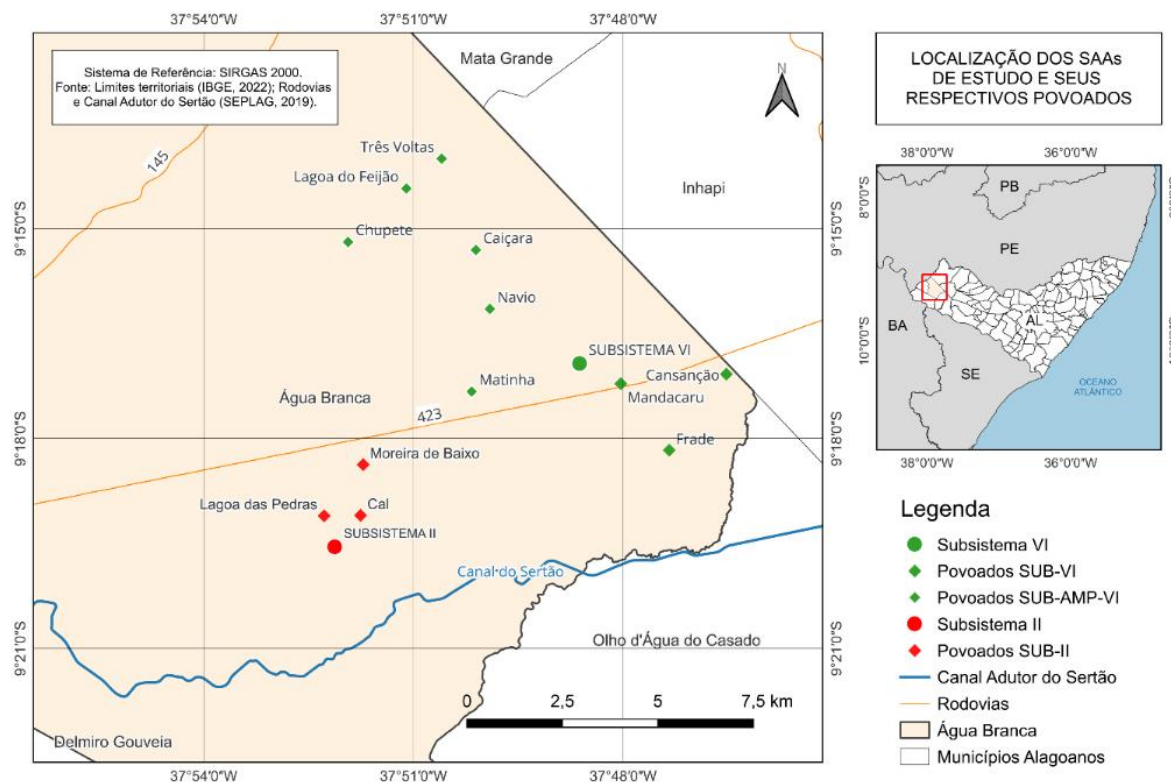 37°54'0"W
37°51'0"W
37°48'0"W
Sistema de Referência: SIRGAS 2000.
Fonte: Limites territoriais (IBGE, 2022); Rodovias
e Canal Adutor do Sertão (SEPLAG, 2019).
Mata Grande
N
145
Três Voltas
Lagoa do Feijão
Inhapi
9°15'0"S
9°15'0"S
Chupete
Caiçara
Navio
SUBSISTEMA VI
Matinha
Cansanção
Mandacaru
Água Branca
423
9°18'0"S
9°18'0"S
Frade
Moreira de Baixo
Lagoa das Pedras
Cal
SUBSISTEMA II
Canal do Sertão
Olho d'Água do Casado
9°21'0"S
9°21'0"S
0
2,5
5
7,5 km
Delmiro Gouveia
37°54'0"W
37°51'0"W
37°48'0"W
LOCALIZAÇÃO DOS SAAs
DE ESTUDO E SEUS
RESPECTIVOS POVOADOS
38°0'0"W
36°0'0"W
8°0'0"S
PB
PE
BA
AL
10°0'0"S
SE
OCEANO
ATLÂNTICO
38°0'0"W
36°0'0"W
Legenda
Subsistema VI
Povoados SUB-VI
Povoados SUB-AMP-VI
Subsistema II
Povoados SUB-II
Canal Adutor do Sertão
Rodovias
Água Branca
Municípios Alagoanos